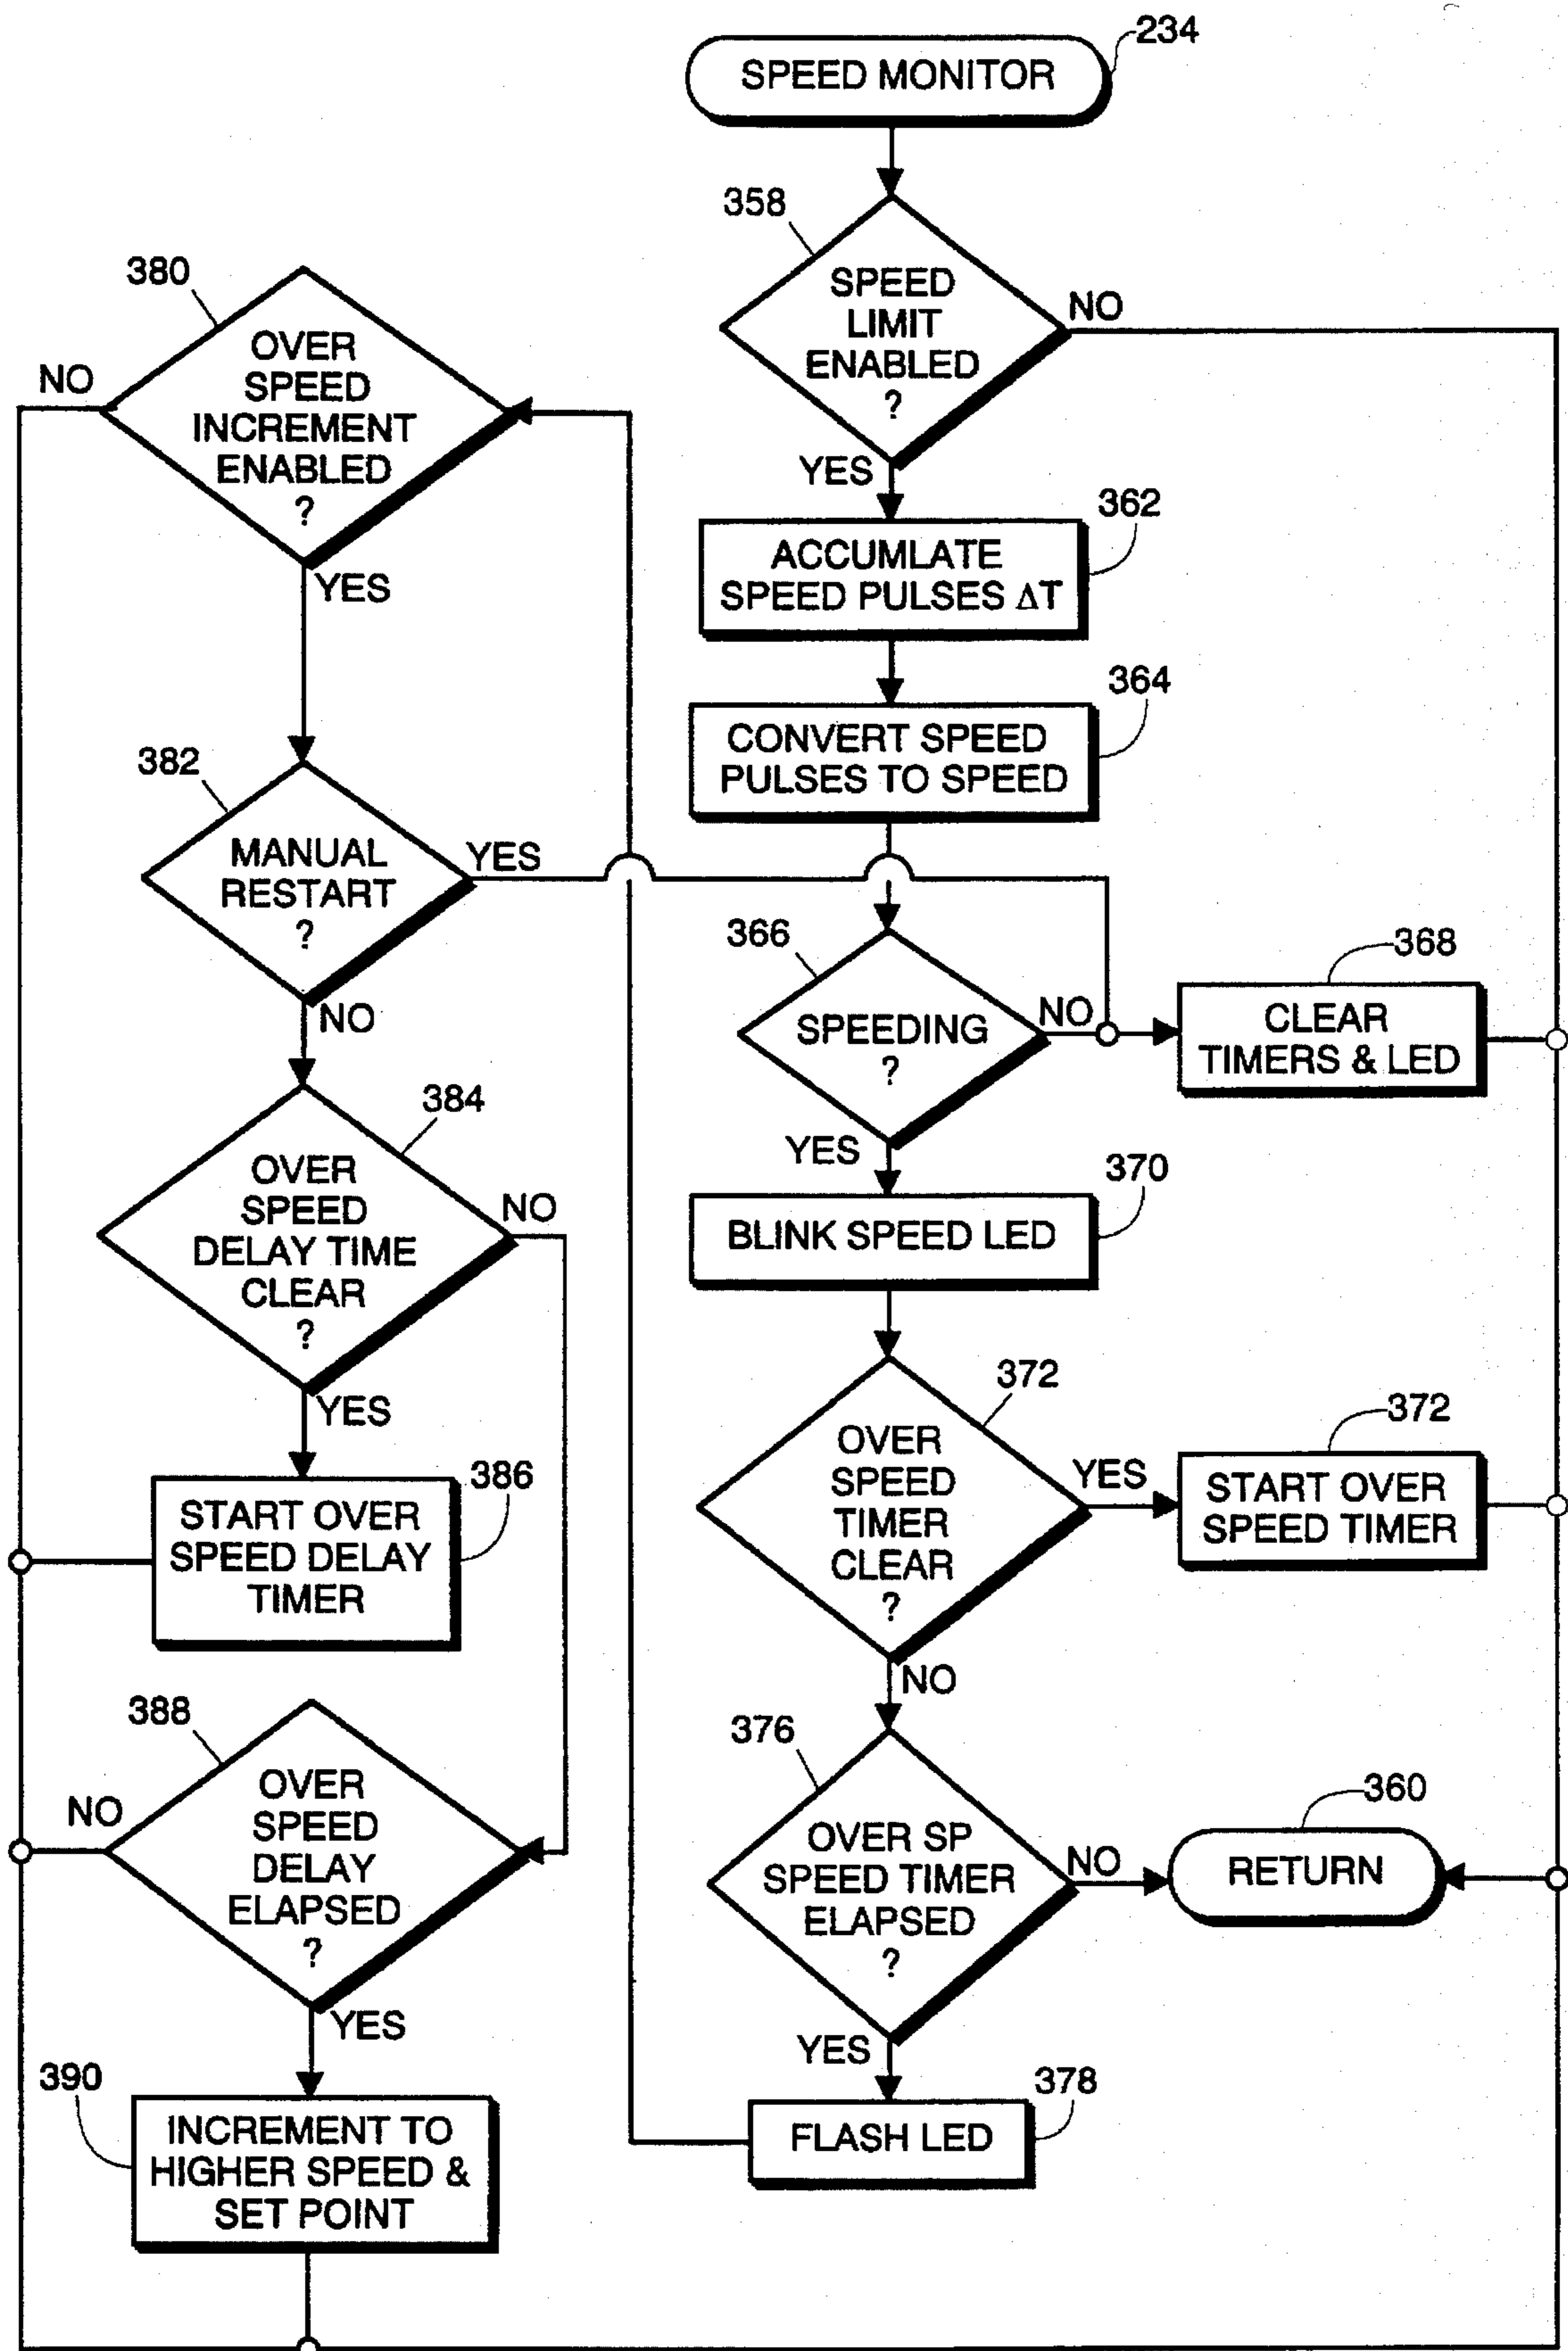 234
SPEED MONITOR
358
SPEED
LIMIT
ENABLED
?
NO
YES
362
ACCUMLATE
SPEED PULSES ΔT
364
CONVERT SPEED
PULSES TO SPEED
366
SPEEDING
?
NO
YES
368
CLEAR
TIMERS & LED
370
BLINK SPEED LED
372
OVER
SPEED
TIMER
CLEAR
?
YES
NO
372
START OVER
SPEED TIMER
376
OVER SP
SPEED TIMER
ELAPSED
?
NO
YES
360
RETURN
378
FLASH LED
380
OVER
SPEED
INCREMENT
ENABLED
?
NO
YES
382
MANUAL
RESTART
?
YES
NO
384
OVER
SPEED
DELAY TIME
CLEAR
?
NO
YES
386
START OVER
SPEED DELAY
TIMER
388
OVER
SPEED
DELAY
ELAPSED
?
NO
YES
390
INCREMENT TO
HIGHER SPEED &
SET POINT